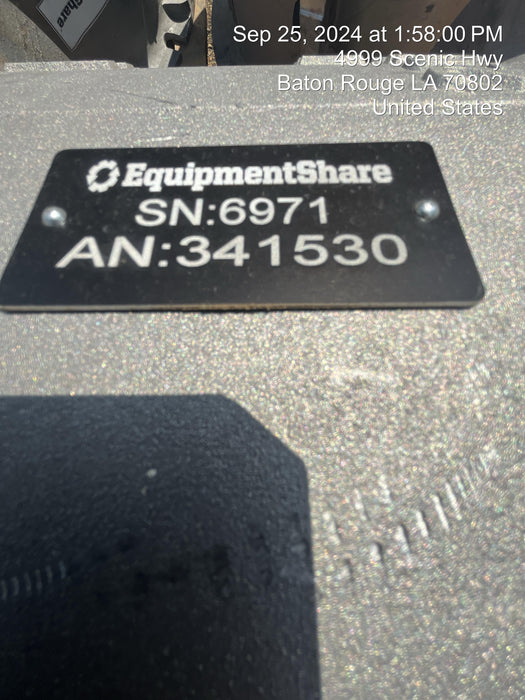 Sep 25, 2024 at 1:58:00 PM
4999 Scenic Hwy
Baton Rouge LA 70802
United States
Share
EquipmentShare
SN:6971
AN:341530